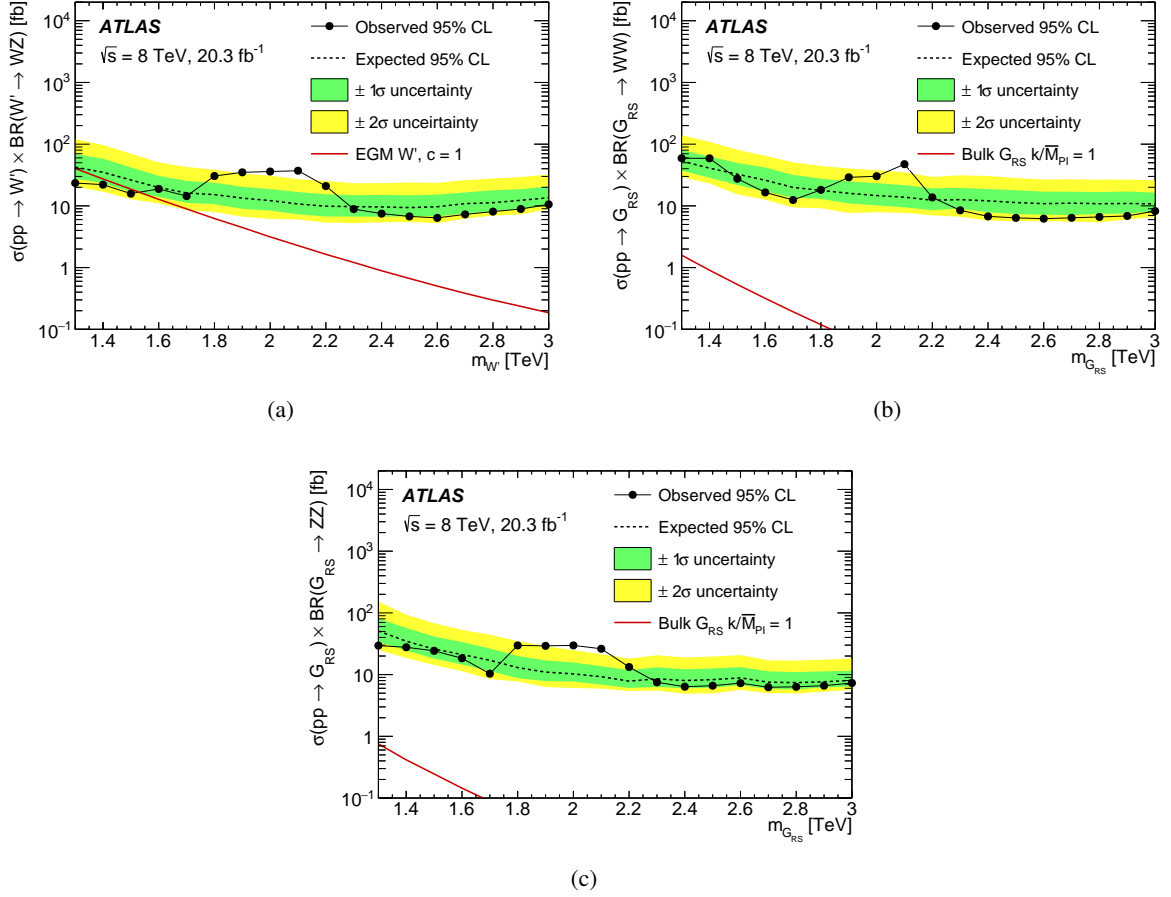 σ(pp → W') × BR(W' → WZ) [fb]
10⁴
10³
10²
10
1
10⁻¹
ATLAS
√s = 8 TeV, 20.3 fb⁻¹
Observed 95% CL
Expected 95% CL
± 1σ uncertainty
± 2σ unceirtainty
EGM W', c = 1
1.4 1.6 1.8 2 2.2 2.4 2.6 2.8 3
m_W' [TeV]
(a)
σ(pp → G_RS) × BR(G_RS → WW) [fb]
10⁴
10³
10²
10
1
10⁻¹
ATLAS
√s = 8 TeV, 20.3 fb⁻¹
Observed 95% CL
Expected 95% CL
± 1σ uncertainty
± 2σ uncertainty
Bulk G_RS k/M̅_Pl = 1
1.4 1.6 1.8 2 2.2 2.4 2.6 2.8 3
m_G_RS [TeV]
(b)
σ(pp → G_RS) × BR(G_RS → ZZ) [fb]
10⁴
10³
10²
10
1
10⁻¹
ATLAS
√s = 8 TeV, 20.3 fb⁻¹
Observed 95% CL
Expected 95% CL
± 1σ uncertainty
± 2σ uncertainty
Bulk G_RS k/M̅_Pl = 1
1.4 1.6 1.8 2 2.2 2.4 2.6 2.8 3
m_G_RS [TeV]
(c)